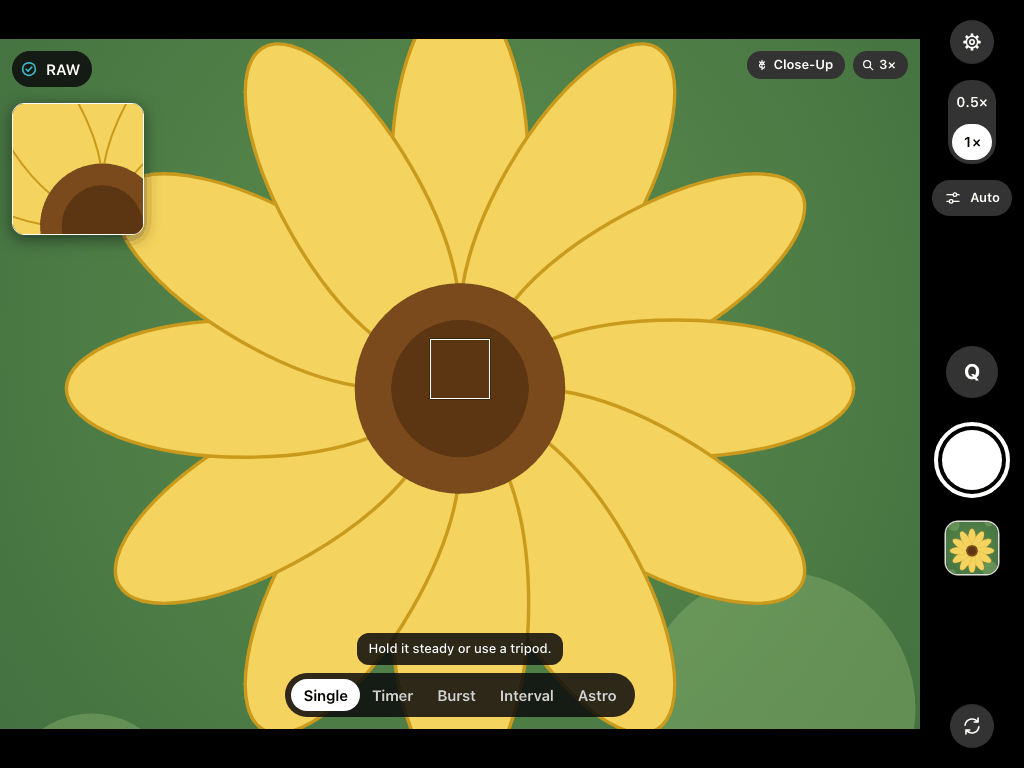 RAW
Close-Up
3×
0.5×
1×
Auto
Q
Hold it steady or use a tripod.
Single Timer Burst Interval Astro